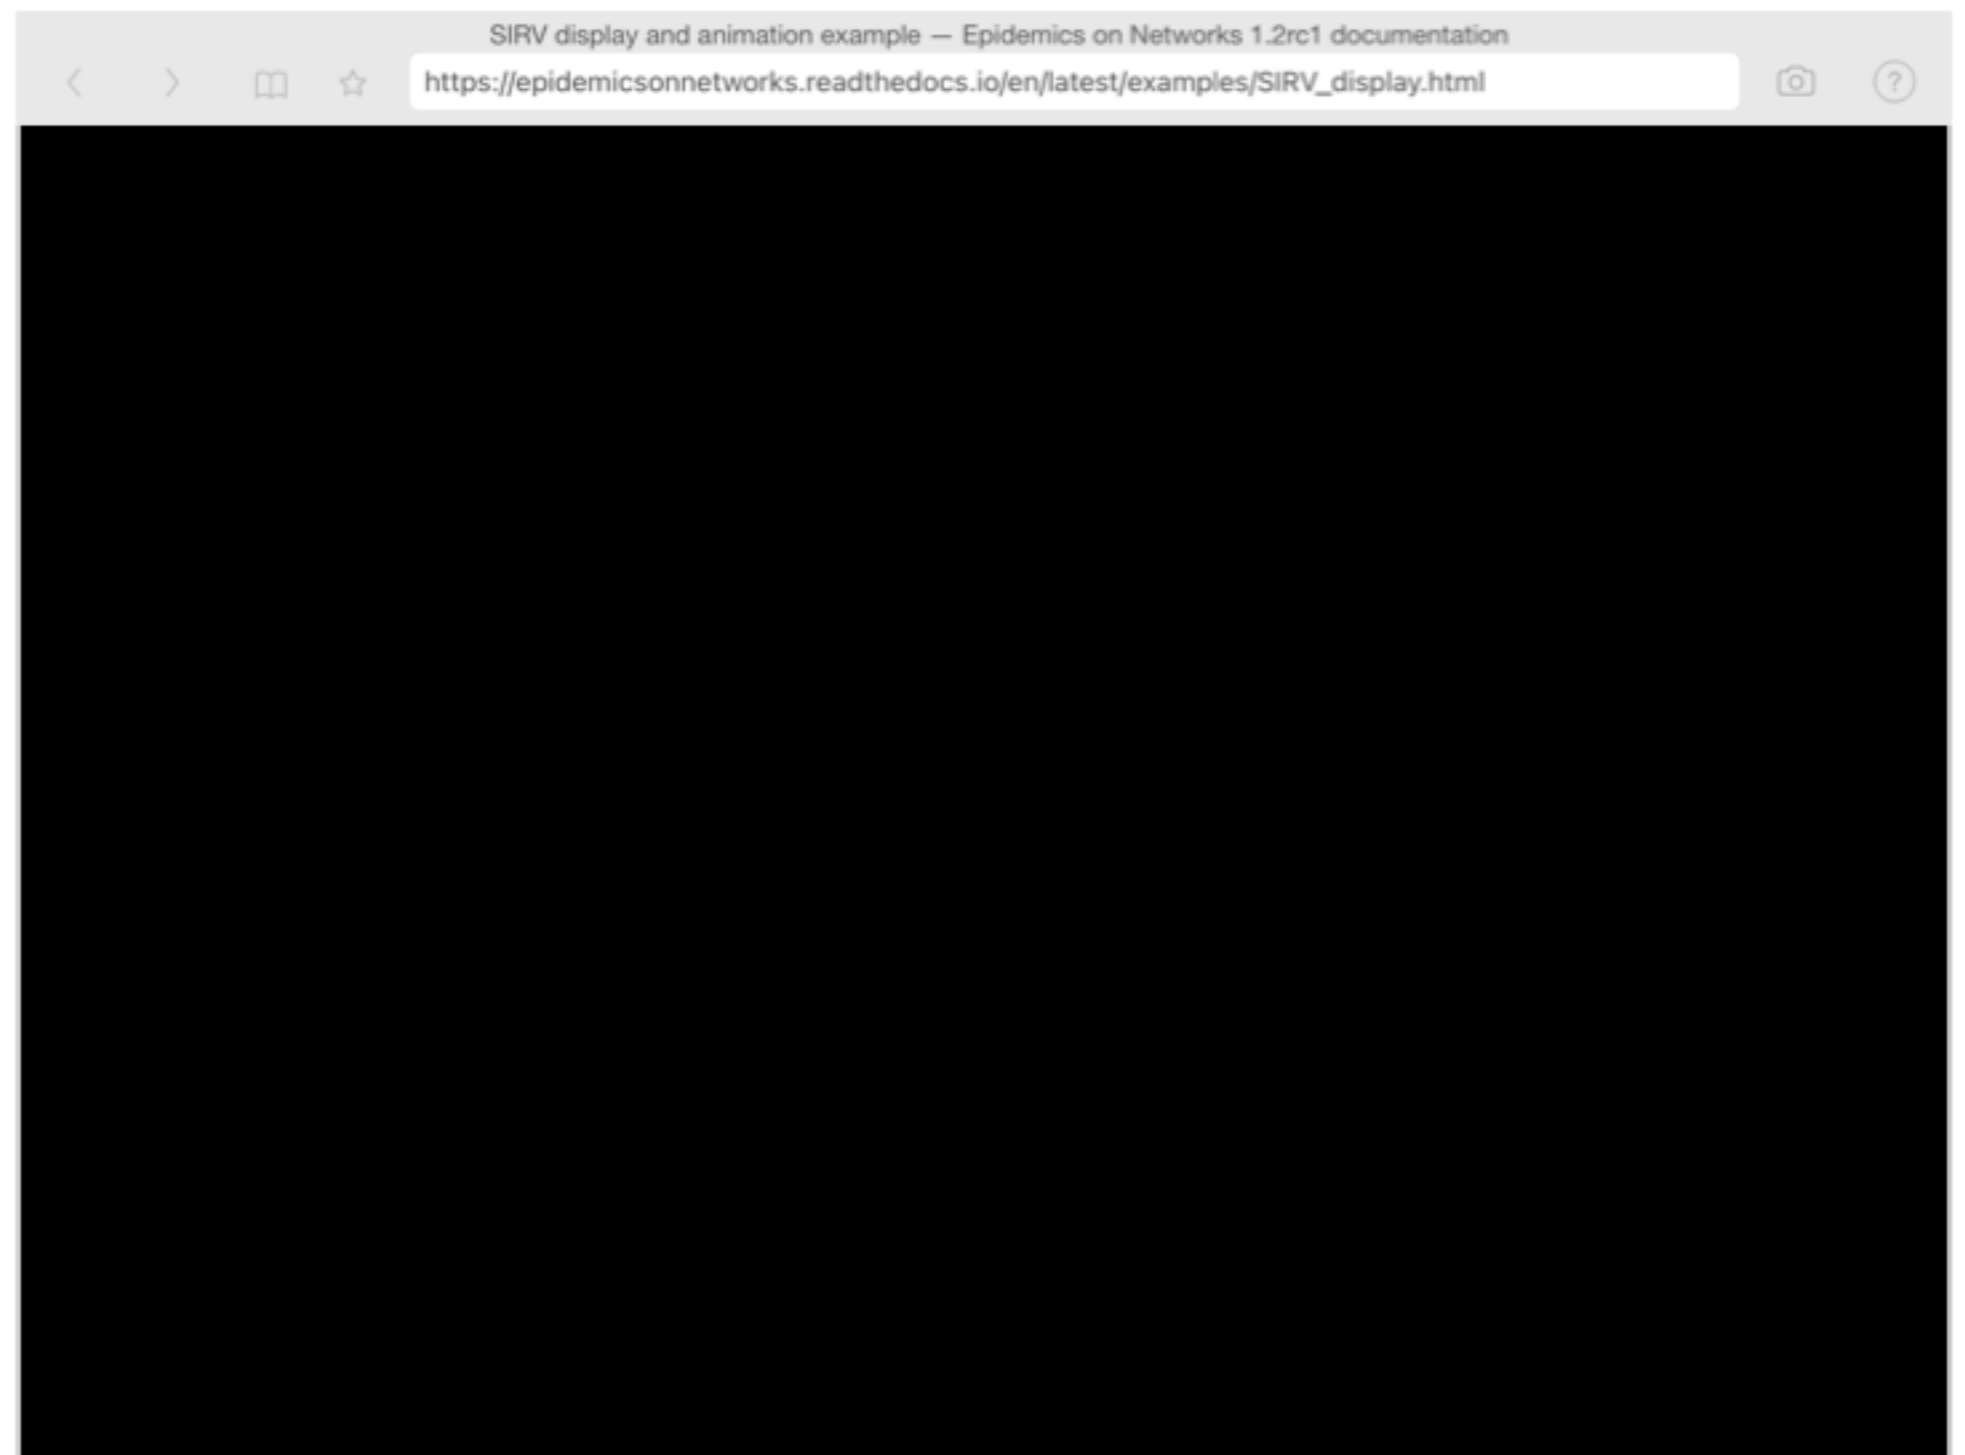 SIRV display and animation example — Epidemics on Networks 1.2rc1 documentation
https://epidemicsonnetworks.readthedocs.io/en/latest/examples/SIRV_display.html
?